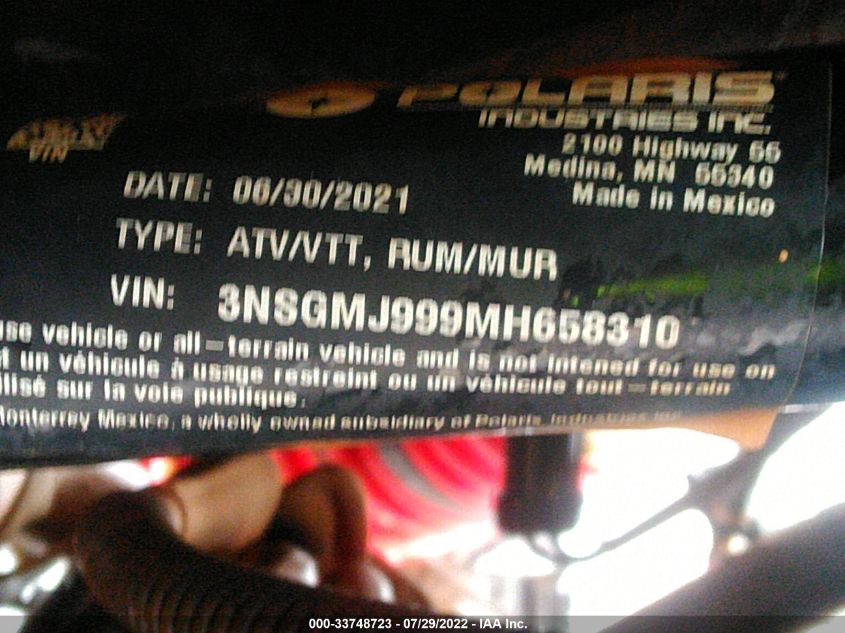 POLARIS
INDUSTRIES INC.
2100 Highway 55
Medina, MN 55340
Made in Mexico
VIN
DATE: 06/30/2021
TYPE: ATV/VTT, RUM/MUR
VIN: 3NSGMJ999MH658310
use vehicle or all-terrain vehicle and is not intened for use on
un véhicule à usage restreint ou un véhicule tout-terrain
ilisé sur la voie publique.
Monterrey Mexico, a wholly owned subsidiary of Polaris Industries Inc.
000-33748723 - 07/29/2022 - IAA Inc.